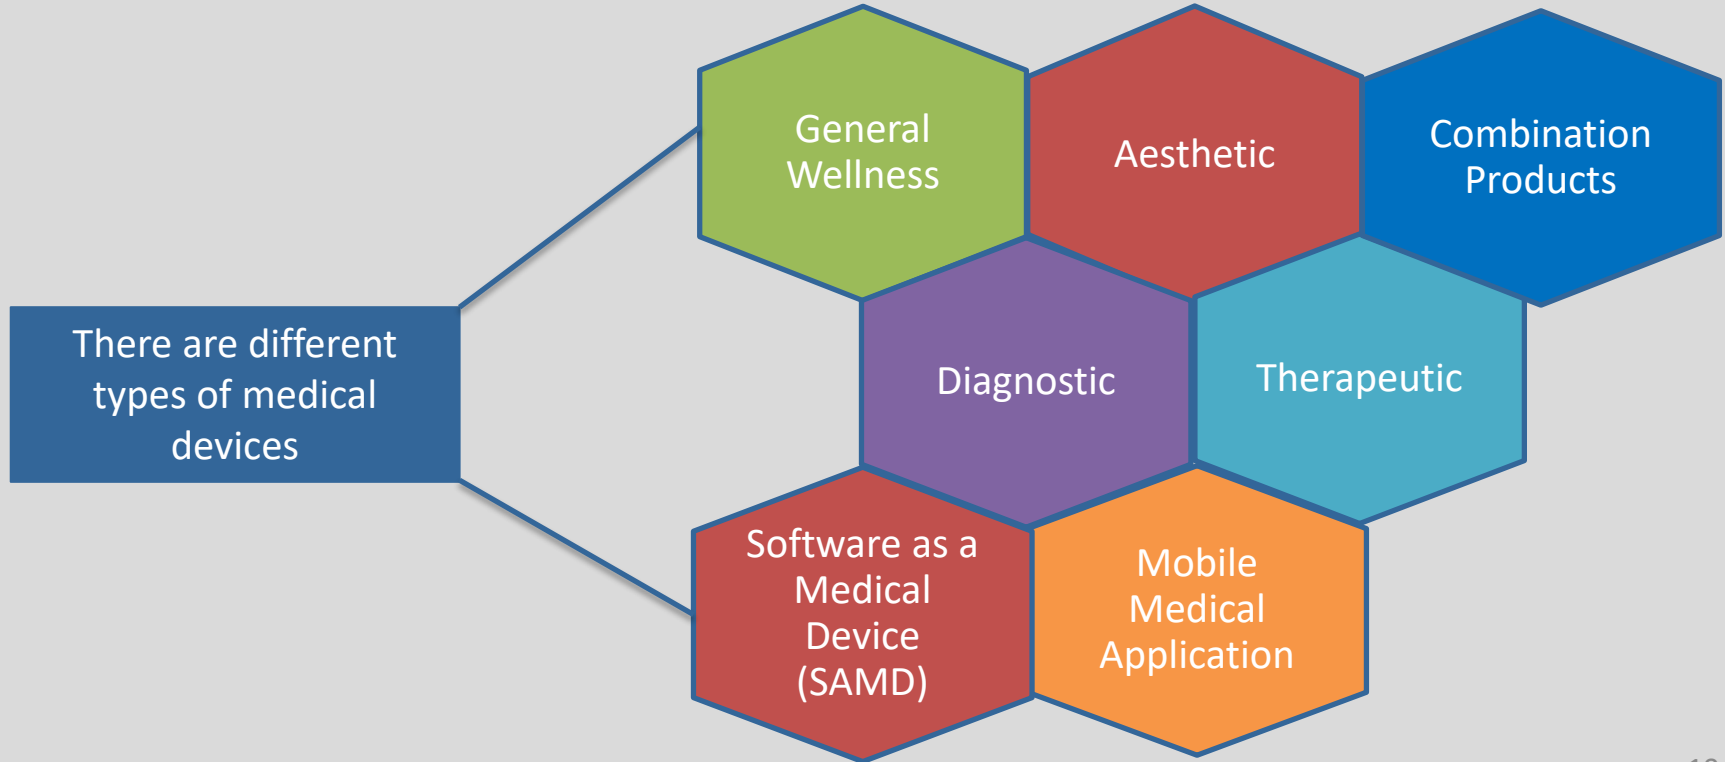 General
Wellness
Aesthetic
Combination
Products
There are different
types of medical
devices
Diagnostic
Therapeutic
Software as a
Medical
Device
(SAMD)
Mobile
Medical
Application